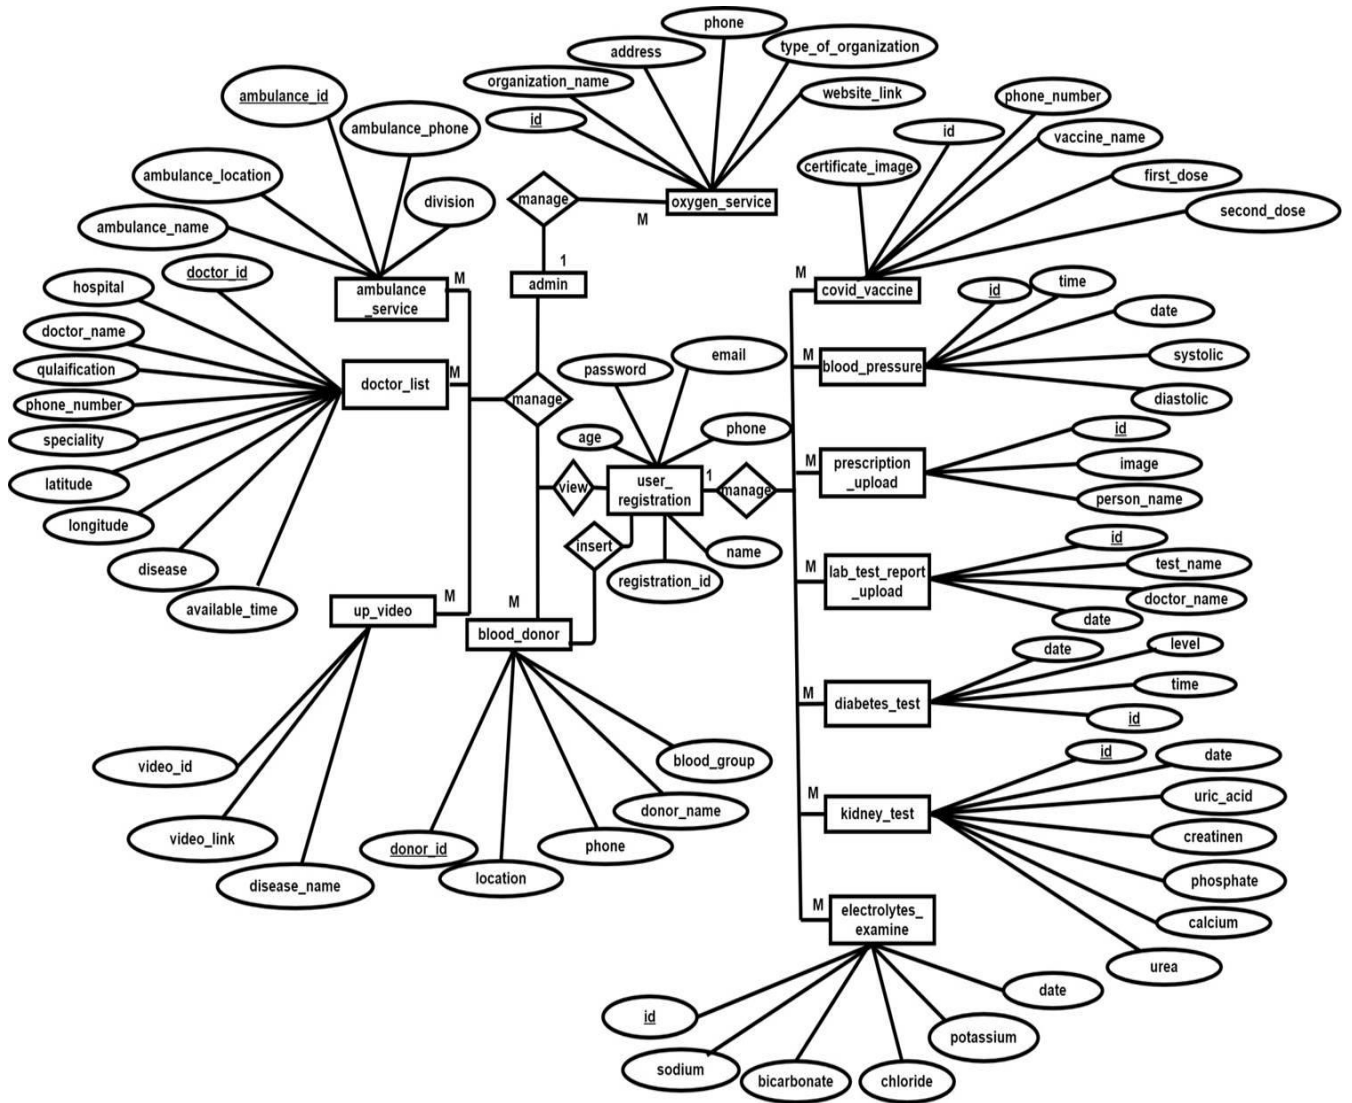 phone
type_of_organization
address
organization_name
website_link
id
ambulance_id
ambulance_phone
ambulance_location
division
ambulance_name
manage
M
oxygen_service
phone_number
id
vaccine_name
certificate_image
first_dose
second_dose
doctor_id
hospital
doctor_name
qulaification
phone_number
speciality
latitude
longitude
disease
available_time
ambulance
_service
M
doctor_list
M
1
admin
manage
M
covid_vaccine
id
time
date
systolic
diastolic
M
blood_pressure
password
email
age
phone
view
user_
registration
1
manage
insert
name
registration_id
M
prescription
_upload
id
image
person_name
M
lab_test_report
_upload
id
test_name
doctor_name
date
up_video
M
M
blood_donor
date
level
time
id
M
diabetes_test
video_id
video_link
disease_name
blood_group
donor_name
phone
donor_id
location
M
kidney_test
id
date
uric_acid
creatinen
phosphate
calcium
urea
M
electrolytes_
examine
id
sodium
bicarbonate
chloride
potassium
date